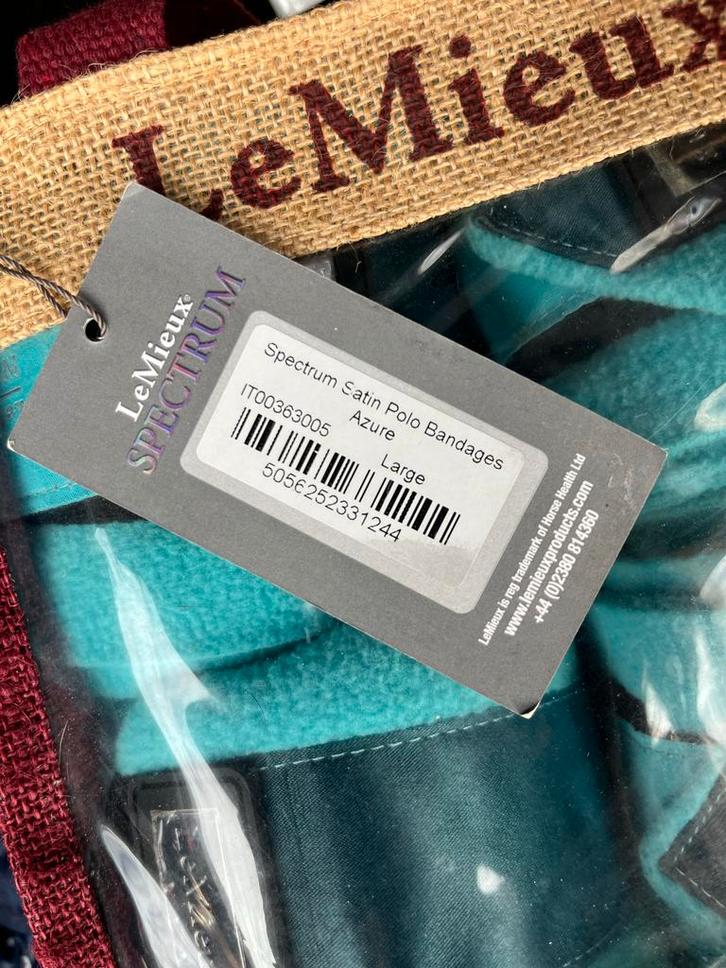 LeMieux
LeMieux
SPECTRUM
Spectrum Satin Polo Bandages
Azure
IT00363005
Large
5056252331244
LeMieux is reg trademark of Horse Health Ltd
www.lemieuxproducts.com
+44 (0)2380 814360